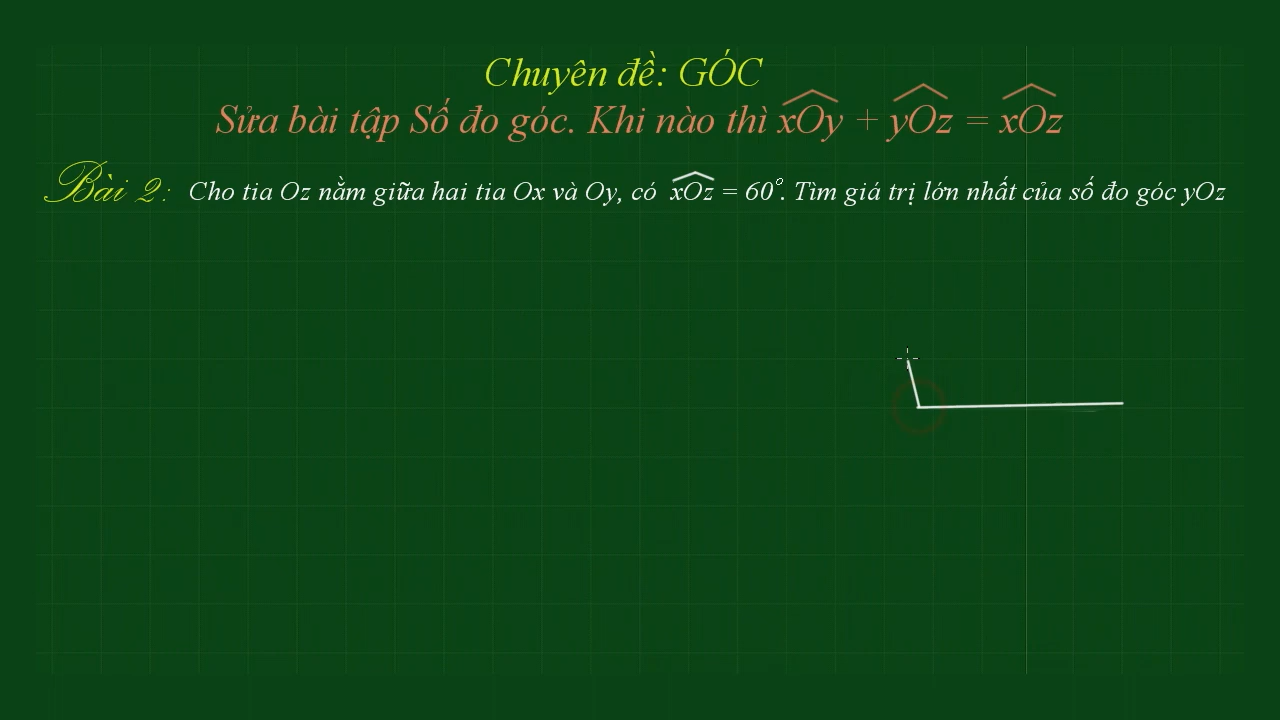 Chuyên đề: GÓC
Sửa bài tập Số đo góc. Khi nào thì xOy + yOz = xOz
Bài 2: Cho tia Oz nằm giữa hai tia Ox và Oy, có xOz = 60°. Tìm giá trị lớn nhất của số đo góc yOz